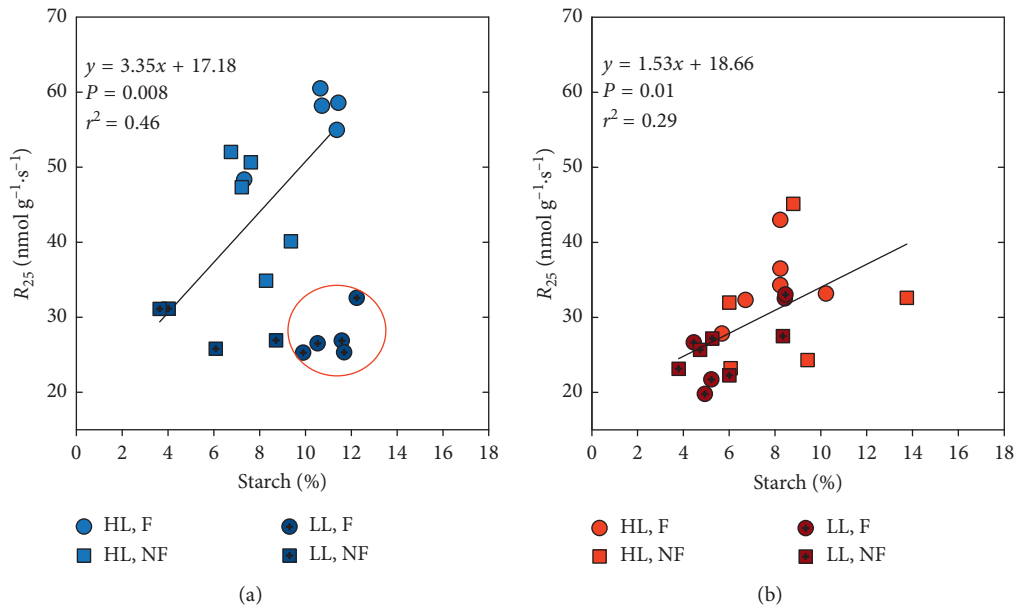 70
60
50
40
30
20
R25 (nmol g−1·s−1)
y = 3.35x + 17.18
P = 0.008
r2 = 0.46
0 2 4 6 8 10 12 14 16 18
Starch (%)
HL, F LL, F
HL, NF LL, NF
(a)
70
60
50
40
30
20
R25 (nmol g−1·s−1)
y = 1.53x + 18.66
P = 0.01
r2 = 0.29
0 2 4 6 8 10 12 14 16 18
Starch (%)
HL, F LL, F
HL, NF LL, NF
(b)